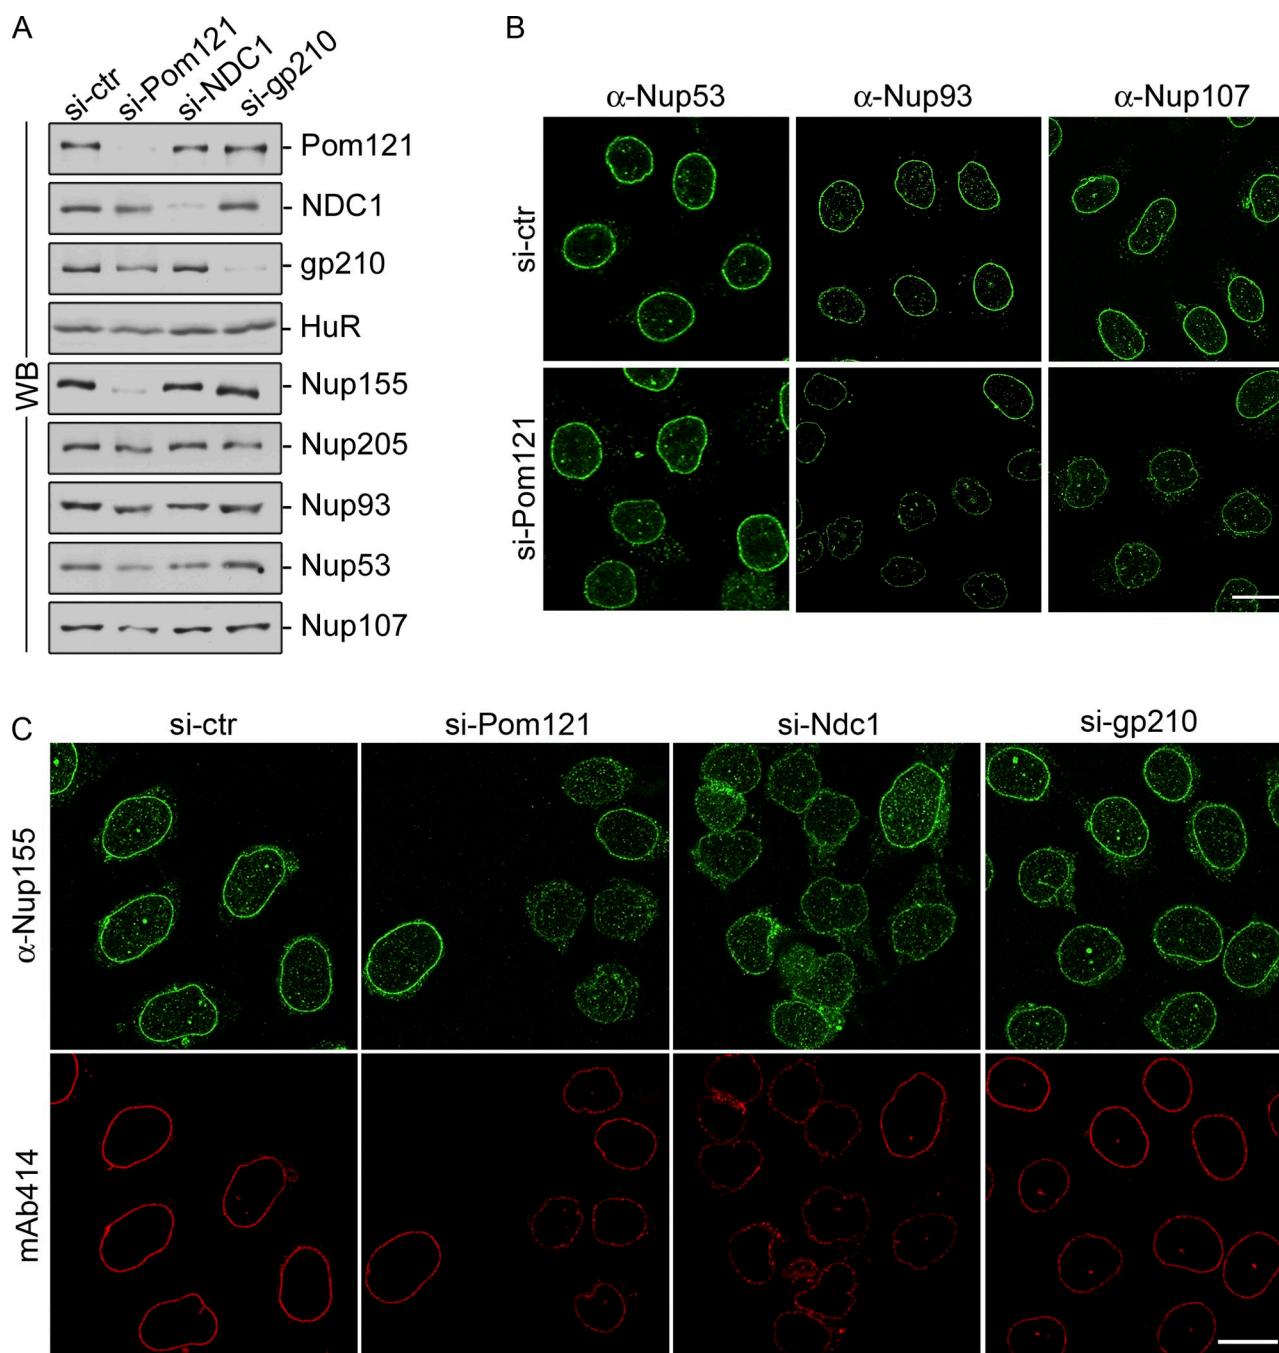 A
si-ctr
si-Pom121
si-NDC1
si-gp210
WB
Pom121
NDC1
gp210
HuR
Nup155
Nup205
Nup93
Nup53
Nup107
B
α-Nup53
α-Nup93
α-Nup107
si-ctr
si-Pom121
C
si-ctr
si-Pom121
si-Ndc1
si-gp210
α-Nup155
mAb414